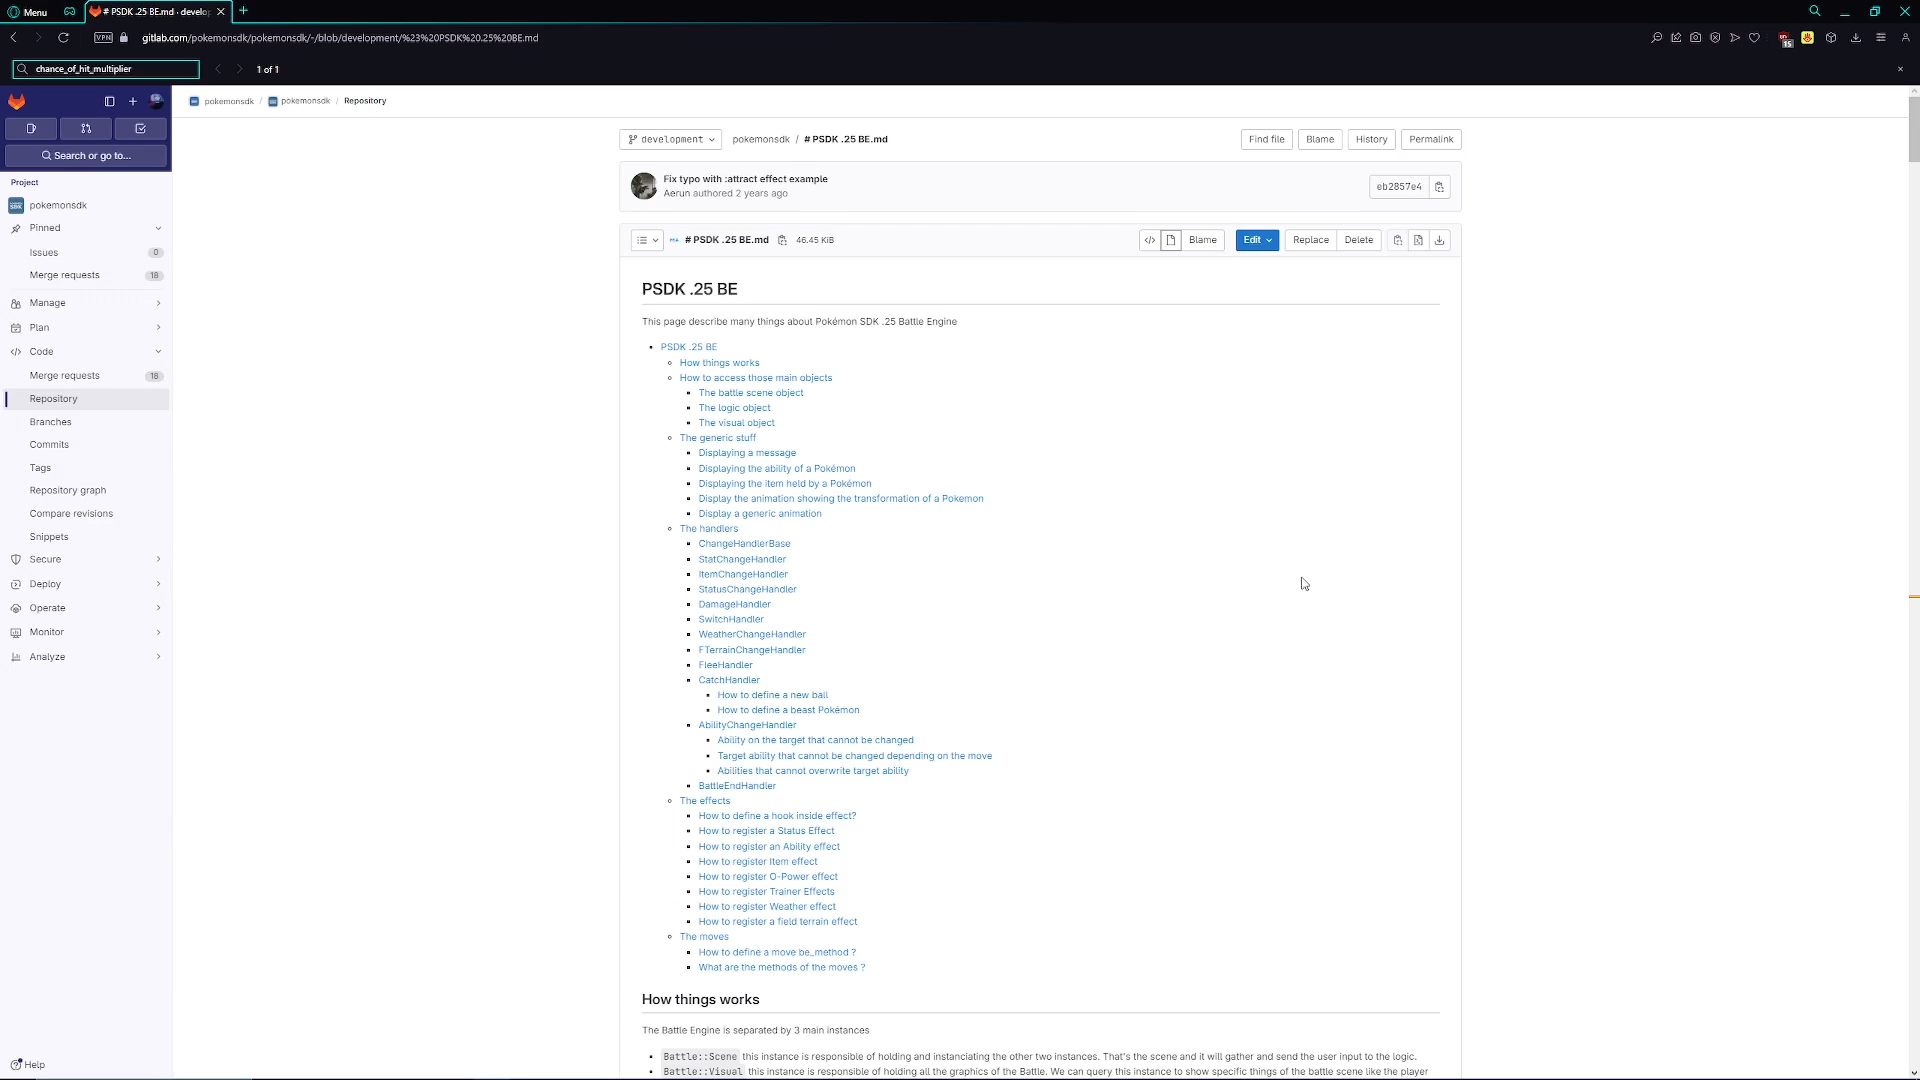 Menu
# PSDK .25 BE.md · develo
gitlab.com/pokemonsdk/pokemonsdk/-/blob/development/%23%20PSDK%20.25%20BE.md
VPN
15
chance_of_hit_multiplier
1 of 1
pokemonsdk / pokemonsdk / Repository
Search or go to...
Project
pokemonsdk
Pinned
Issues 0
Merge requests 18
Manage
Plan
Code
Merge requests 18
Repository
Branches
Commits
Tags
Repository graph
Compare revisions
Snippets
Secure
Deploy
Operate
Monitor
Analyze
Help
development pokemonsdk / # PSDK .25 BE.md Find file Blame History Permalink
Fix typo with :attract effect example
Aerun authored 2 years ago
eb2857e4
# PSDK .25 BE.md 46.45 KiB Blame Edit Replace Delete
PSDK .25 BE
This page describe many things about Pokémon SDK .25 Battle Engine
PSDK .25 BE
How things works
How to access those main objects
The battle scene object
The logic object
The visual object
The generic stuff
Displaying a message
Displaying the ability of a Pokémon
Displaying the item held by a Pokémon
Display the animation showing the transformation of a Pokemon
Display a generic animation
The handlers
ChangeHandlerBase
StatChangeHandler
ItemChangeHandler
StatusChangeHandler
DamageHandler
SwitchHandler
WeatherChangeHandler
FTerrainChangeHandler
FleeHandler
CatchHandler
How to define a new ball
How to define a beast Pokémon
AbilityChangeHandler
Ability on the target that cannot be changed
Target ability that cannot be changed depending on the move
Abilities that cannot overwrite target ability
BattleEndHandler
The effects
How to define a hook inside effect?
How to register a Status Effect
How to register an Ability effect
How to register Item effect
How to register O-Power effect
How to register Trainer Effects
How to register Weather effect
How to register a field terrain effect
The moves
How to define a move be_method ?
What are the methods of the moves ?
How things works
The Battle Engine is separated by 3 main instances
Battle::Scene this instance is responsible of holding and instanciating the other two instances. That's the scene and it will gather and send the user input to the logic.
Battle::Visual this instance is responsible of holding all the graphics of the Battle. We can query this instance to show specific things of the battle scene like the player